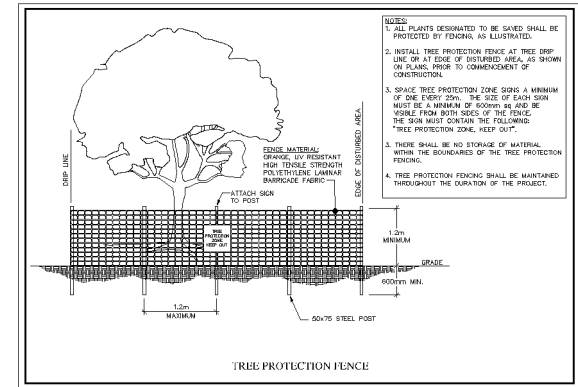 NOTES:
1. ALL PLANTS DESIGNATED TO BE SAVED SHALL BE
PROTECTED BY FENCING, AS ILLUSTRATED.
2. INSTALL TREE PROTECTION FENCE AT TREE DRIP
LINE OR AT EDGE OF DISTURBED AREA, AS SHOWN
ON PLANS, PRIOR TO COMMENCEMENT OF
CONSTRUCTION.
3. SPACE TREE PROTECTION ZONE SIGNS A MINIMUM
OF ONE EVERY 25m. THE SIZE OF EACH SIGN
MUST BE A MINIMUM OF 600mm sq AND BE
VISIBLE FROM BOTH SIDES OF THE FENCE.
THE SIGN MUST CONTAIN THE FOLLOWING:
"TREE PROTECTION ZONE, KEEP OUT".
3. THERE SHALL BE NO STORAGE OF MATERIAL
WITHIN THE BOUNDARIES OF THE TREE PROTECTION
FENCING.
4. TREE PROTECTION FENCING SHALL BE MAINTAINED
THROUGHOUT THE DURATION OF THE PROJECT.
DRIP LINE
FENCE MATERIAL:
ORANGE, UV RESISTANT
HIGH TENSILE STRENGTH
POLYETHYLENE LAMINAR
BARRICADE FABRIC
EDGE OF DISTURBED AREA
ATTACH SIGN
TO POST
TREE
PROTECTION
ZONE
KEEP OUT
1.2m
MINIMUM
GRADE
600mm MIN.
1.2m
MAXIMUM
50x75 STEEL POST
TREE PROTECTION FENCE